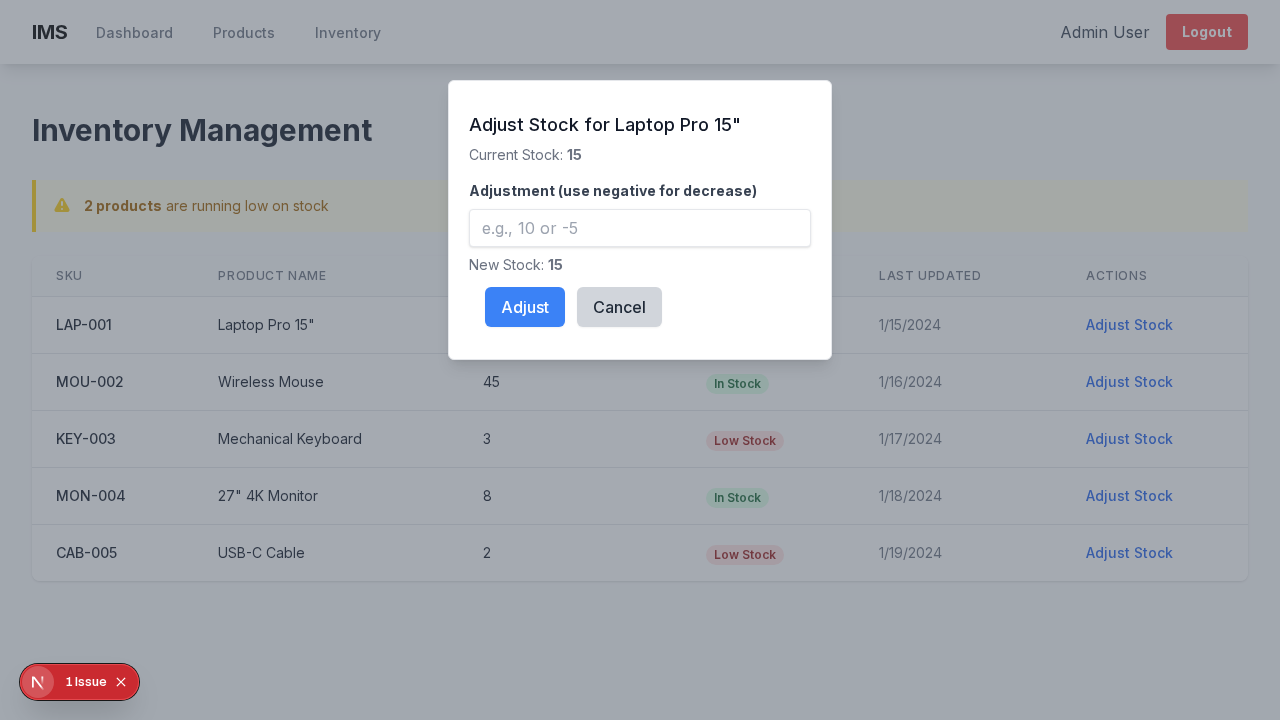 IMS Dashboard Products Inventory Admin User Logout
Inventory Management
2 products are running low on stock
Adjust Stock for Laptop Pro 15"
Current Stock: 15
Adjustment (use negative for decrease)
e.g., 10 or -5
New Stock: 15
Adjust Cancel
SKU PRODUCT NAME LAST UPDATED ACTIONS
LAP-001 Laptop Pro 15" 1/15/2024 Adjust Stock
MOU-002 Wireless Mouse 45 In Stock 1/16/2024 Adjust Stock
KEY-003 Mechanical Keyboard 3 Low Stock 1/17/2024 Adjust Stock
MON-004 27" 4K Monitor 8 In Stock 1/18/2024 Adjust Stock
CAB-005 USB-C Cable 2 Low Stock 1/19/2024 Adjust Stock
N 1 Issue